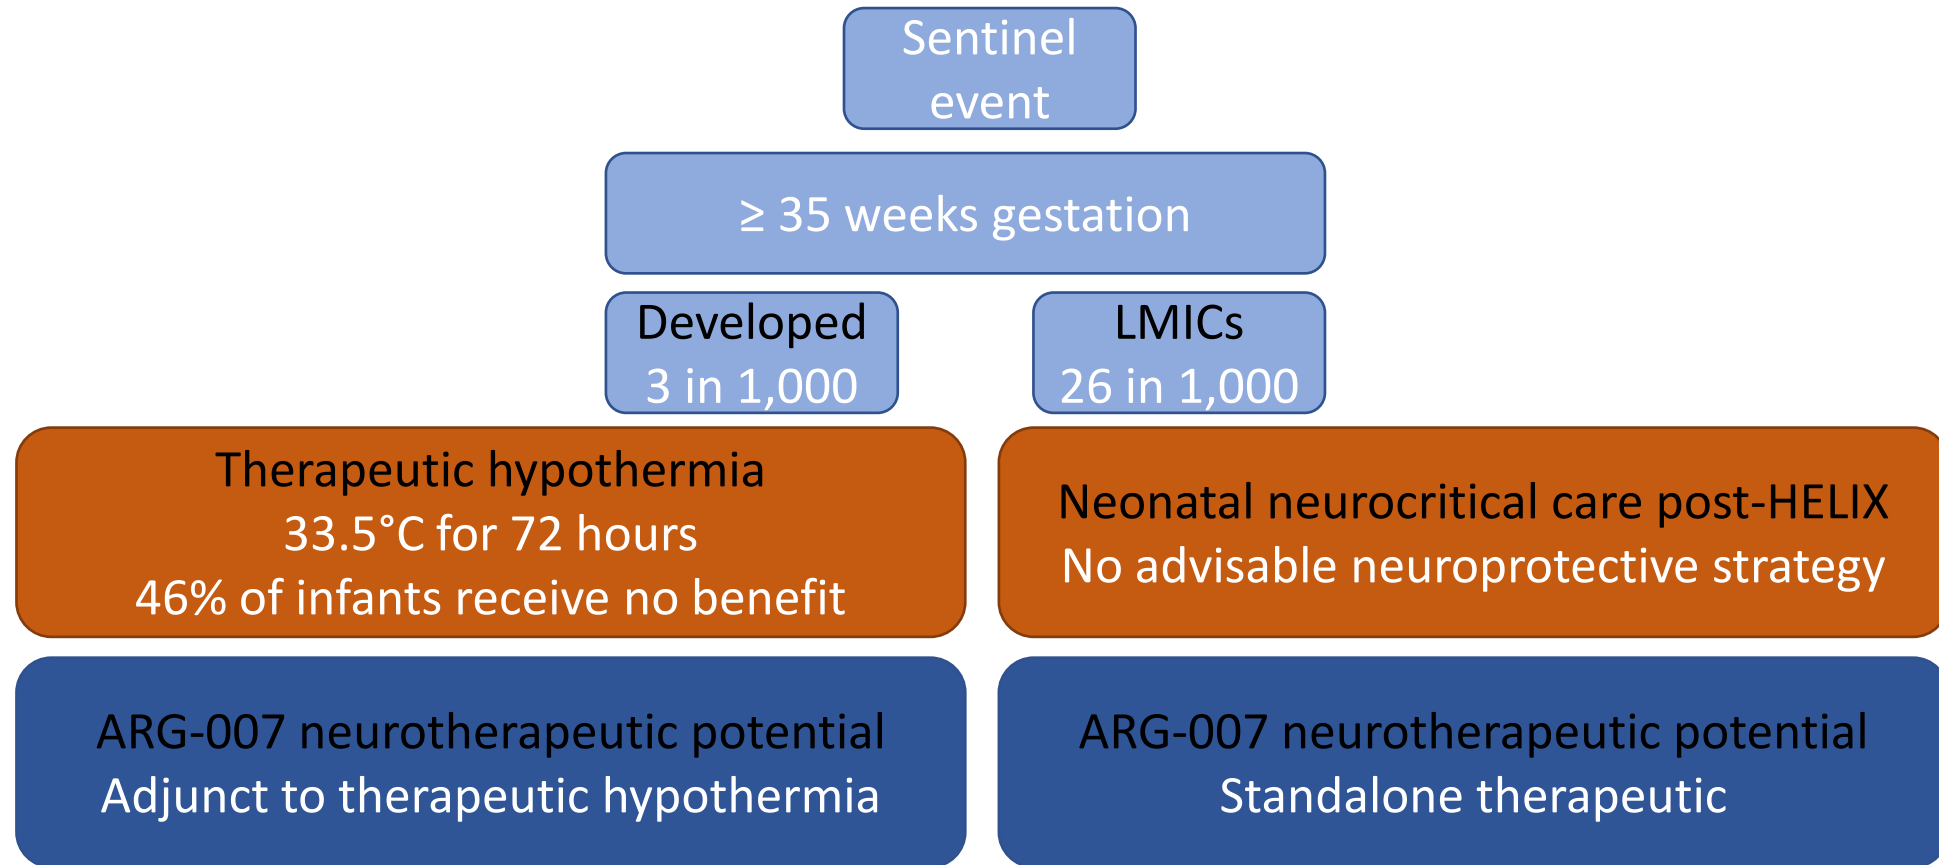 Sentinel
event
≥ 35 weeks gestation
Developed
3 in 1,000
LMICs
26 in 1,000
Therapeutic hypothermia
33.5°C for 72 hours
46% of infants receive no benefit
Neonatal neurocritical care post-HELIX
No advisable neuroprotective strategy
ARG-007 neurotherapeutic potential
Adjunct to therapeutic hypothermia
ARG-007 neurotherapeutic potential
Standalone therapeutic